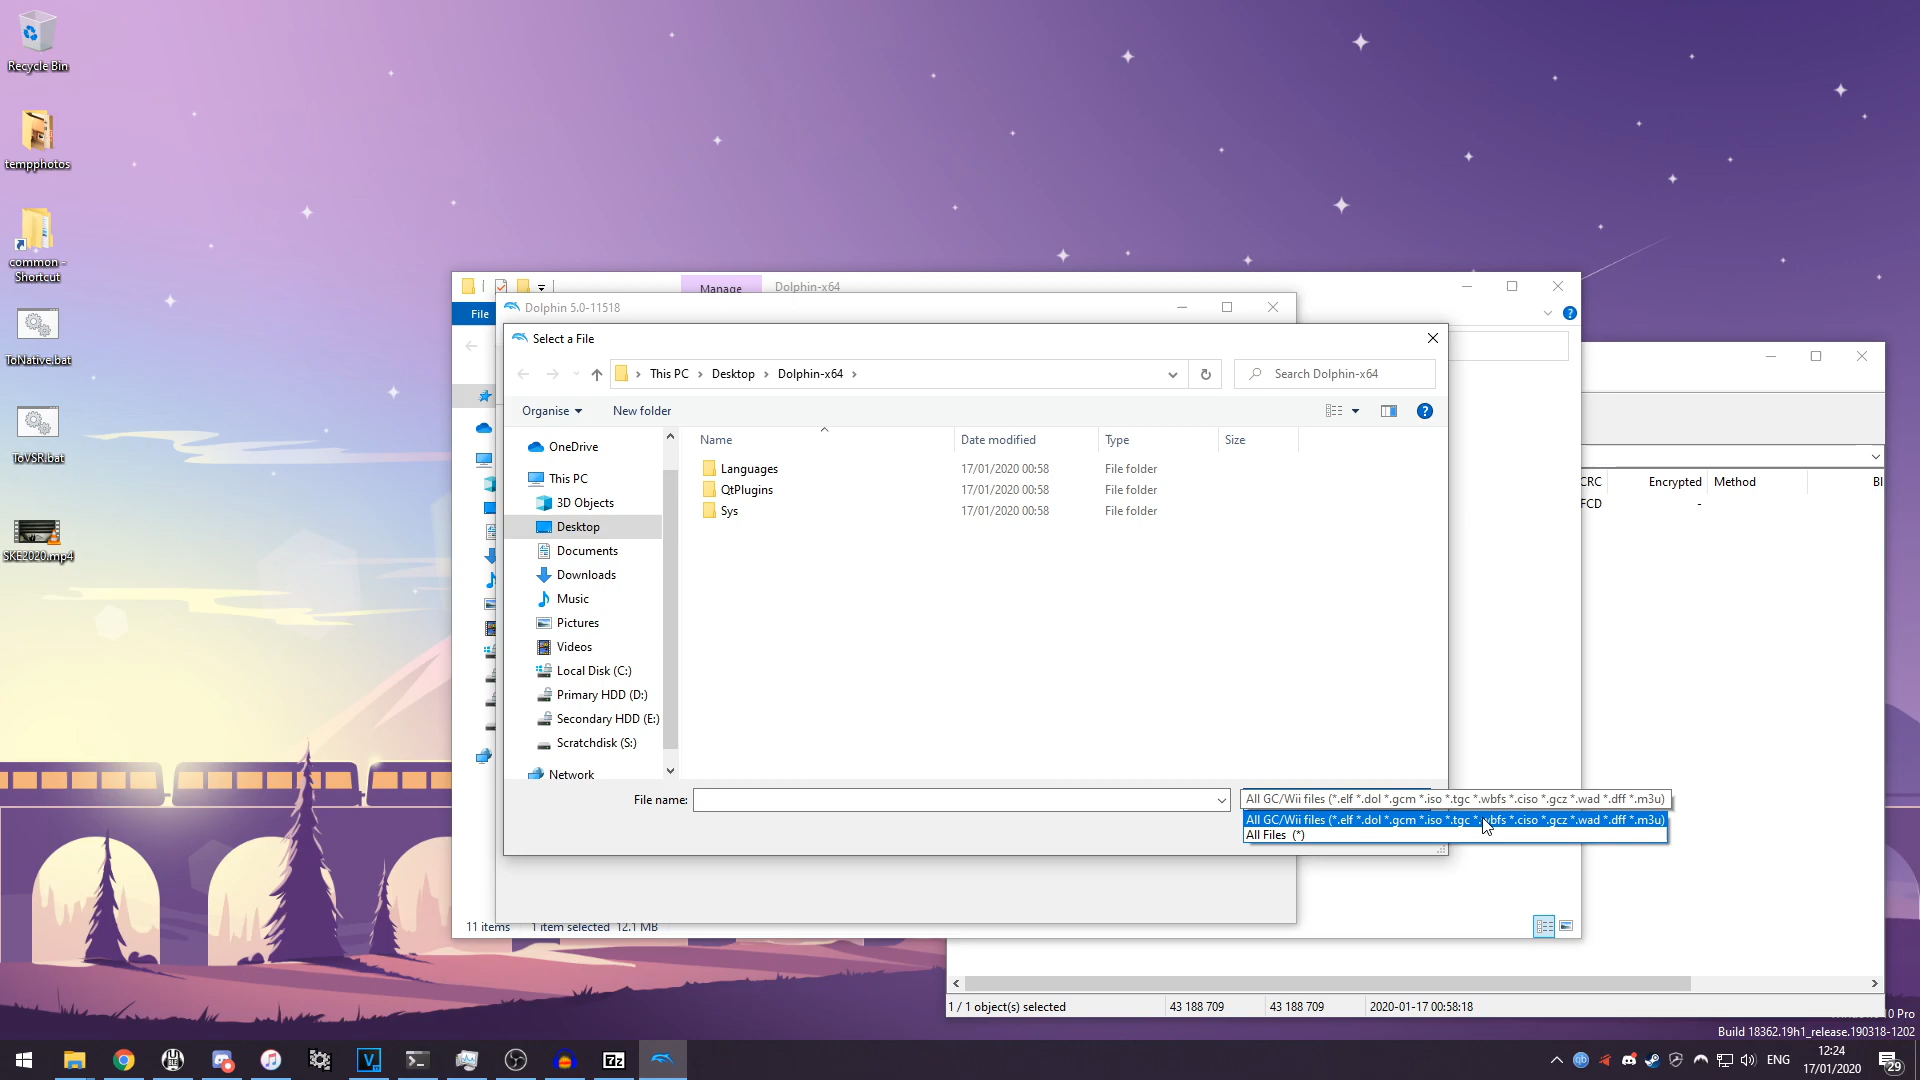 Recycle Bin
tempphotos
common -
Shortcut
ToNative.bat
ToVSR.bat
SKE2020.mp4
Manage
Dolphin-x64
File
Dolphin 5.0-11518
Select a File
This PC
Desktop
Dolphin-x64
Search Dolphin-x64
Organise
New folder
OneDrive
This PC
3D Objects
Desktop
Documents
Downloads
Music
Pictures
Videos
Local Disk (C:)
Primary HDD (D:)
Secondary HDD (E:)
Scratchdisk (S:)
Network
Name
Date modified
Type
Size
Languages
17/01/2020 00:58
File folder
QtPlugins
17/01/2020 00:58
File folder
Sys
17/01/2020 00:58
File folder
File name:
All GC/Wii files (*.elf *.dol *.gcm *.iso *.tgc *.wbfs *.ciso *.gcz *.wad *.dff *.m3u)
All GC/Wii files (*.elf *.dol *.gcm *.iso *.tgc *.wbfs *.ciso *.gcz *.wad *.dff *.m3u)
All Files (*)
11 items
1 item selected 12.1 MB
CRC
Encrypted
Method
FCD
-
1 / 1 object(s) selected
43 188 709
43 188 709
2020-01-17 00:58:18
10 Pro
Build 18362.19h1_release.190318-1202
ENG
12:24
17/01/2020
29
7z